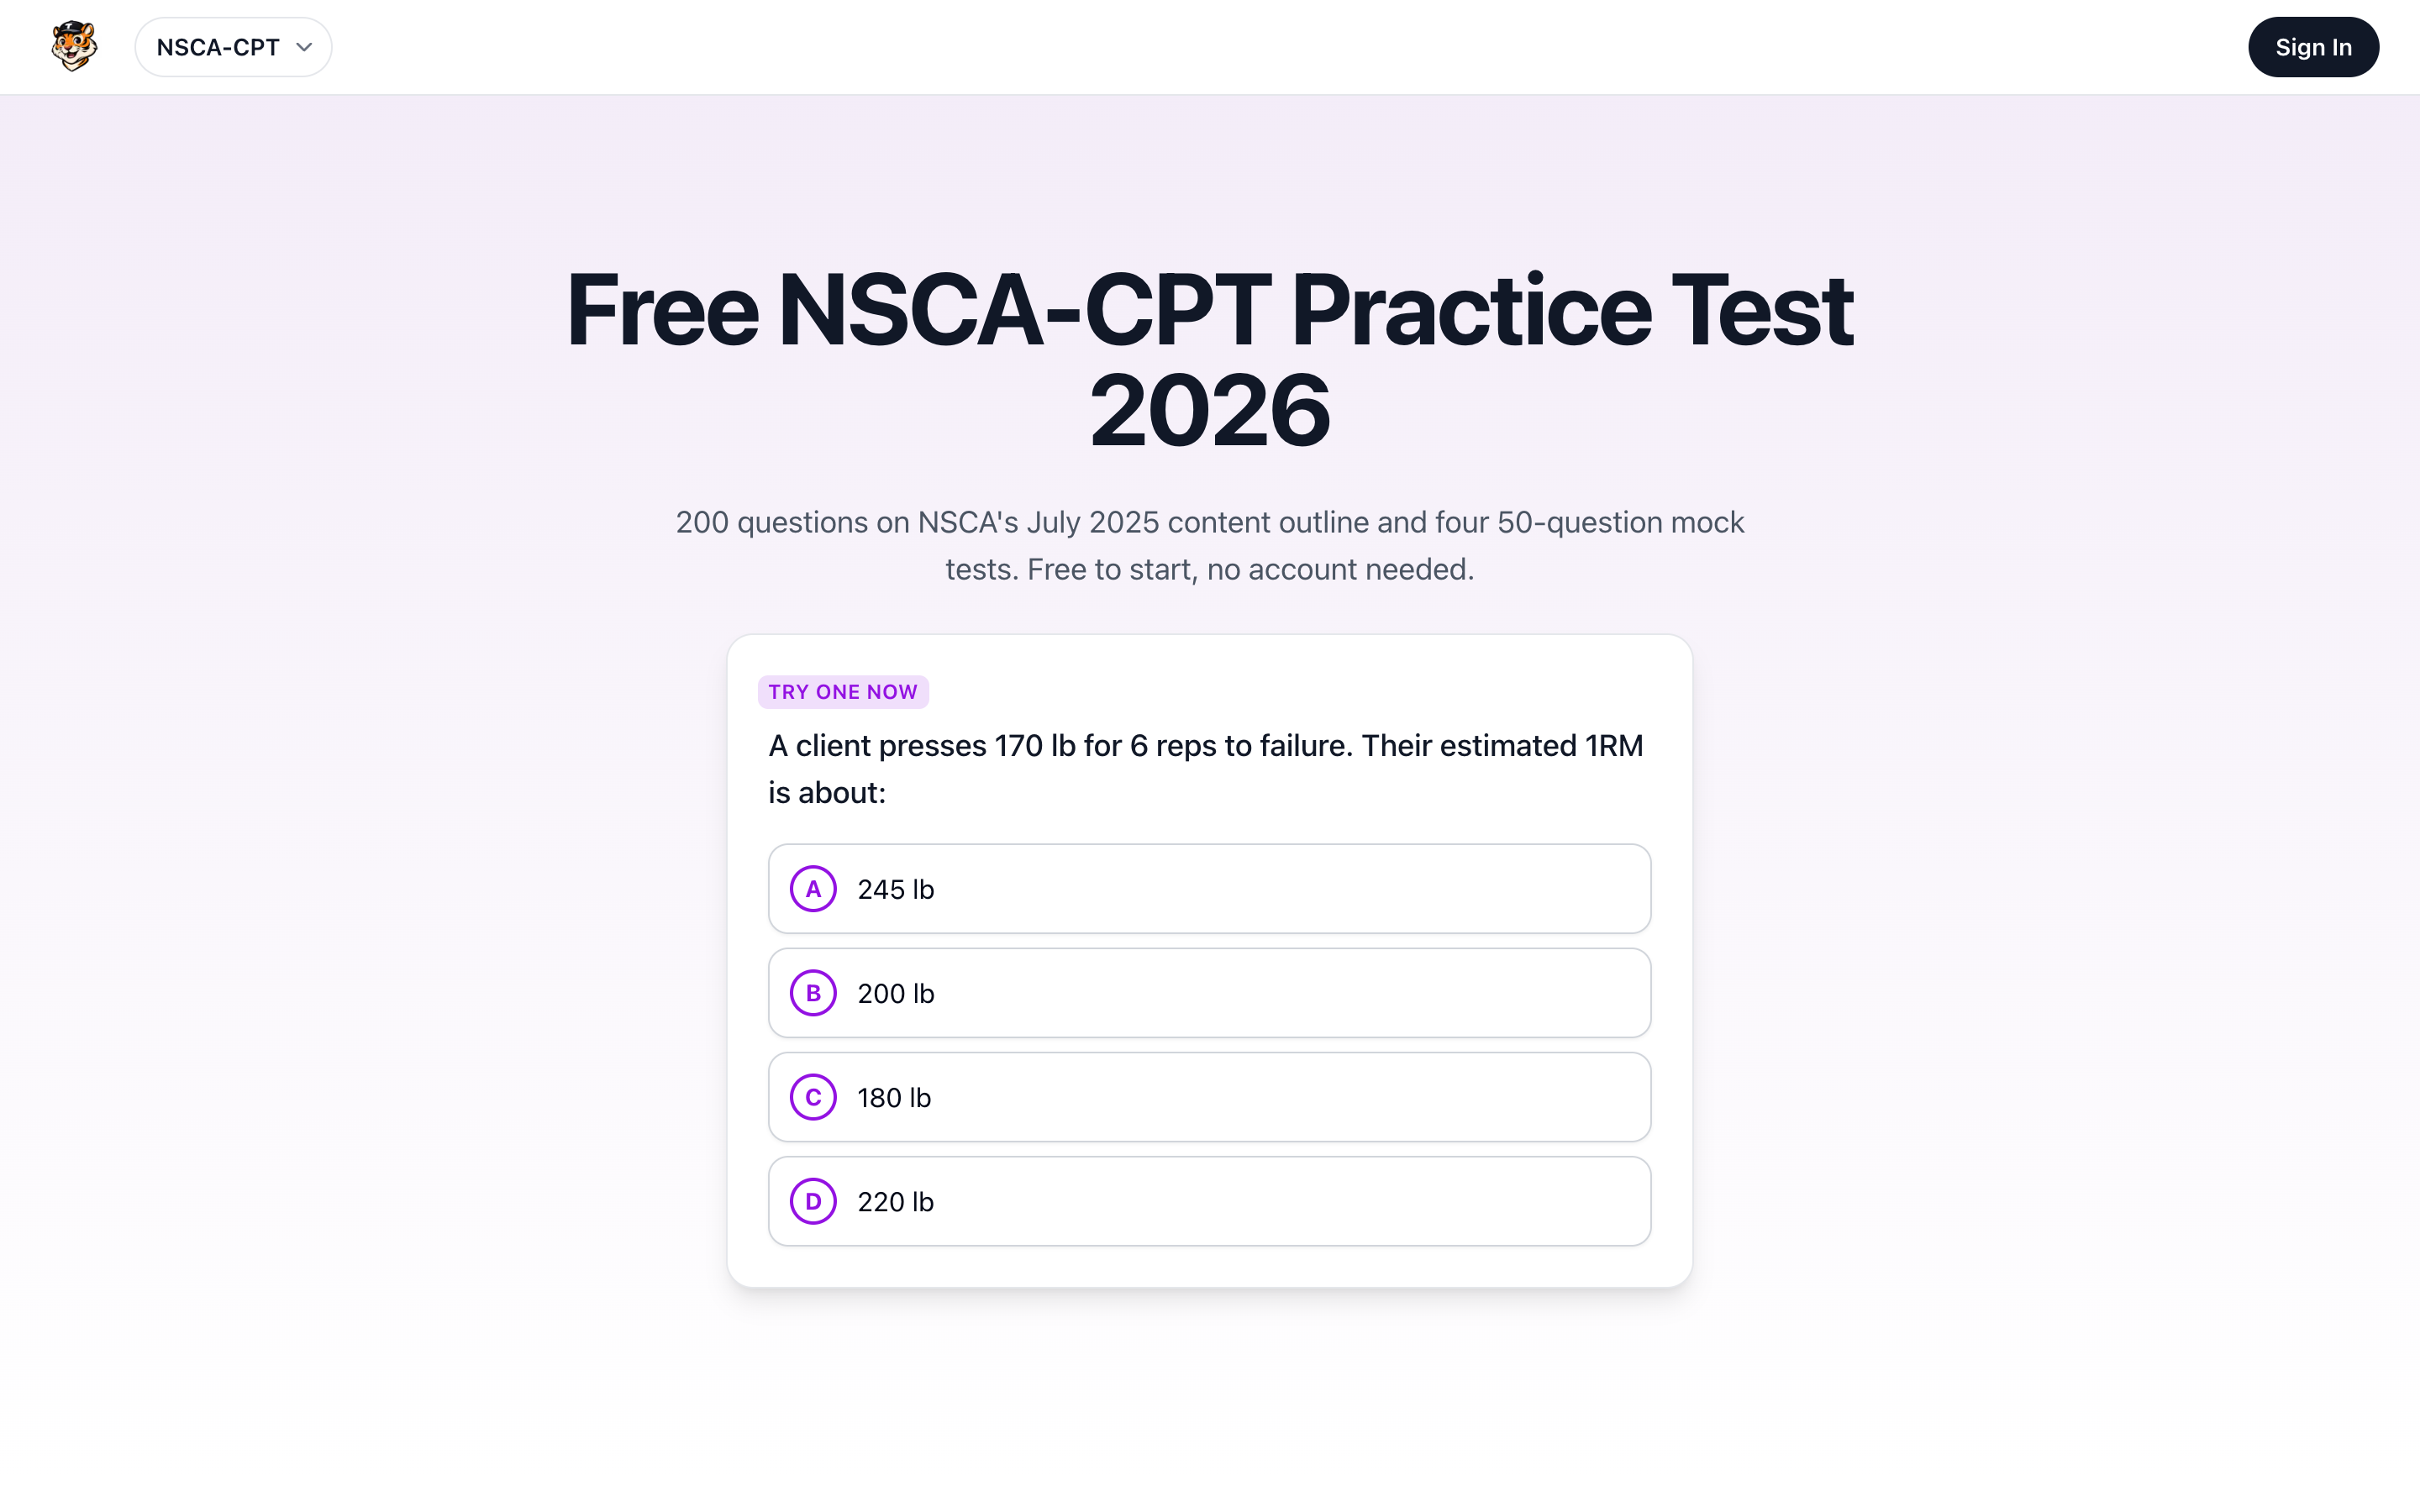 NSCA-CPT
Sign In
Free NSCA-CPT Practice Test
2026
200 questions on NSCA's July 2025 content outline and four 50-question mock
tests. Free to start, no account needed.
TRY ONE NOW
A client presses 170 lb for 6 reps to failure. Their estimated 1RM
is about:
A 245 lb
B 200 lb
C 180 lb
D 220 lb